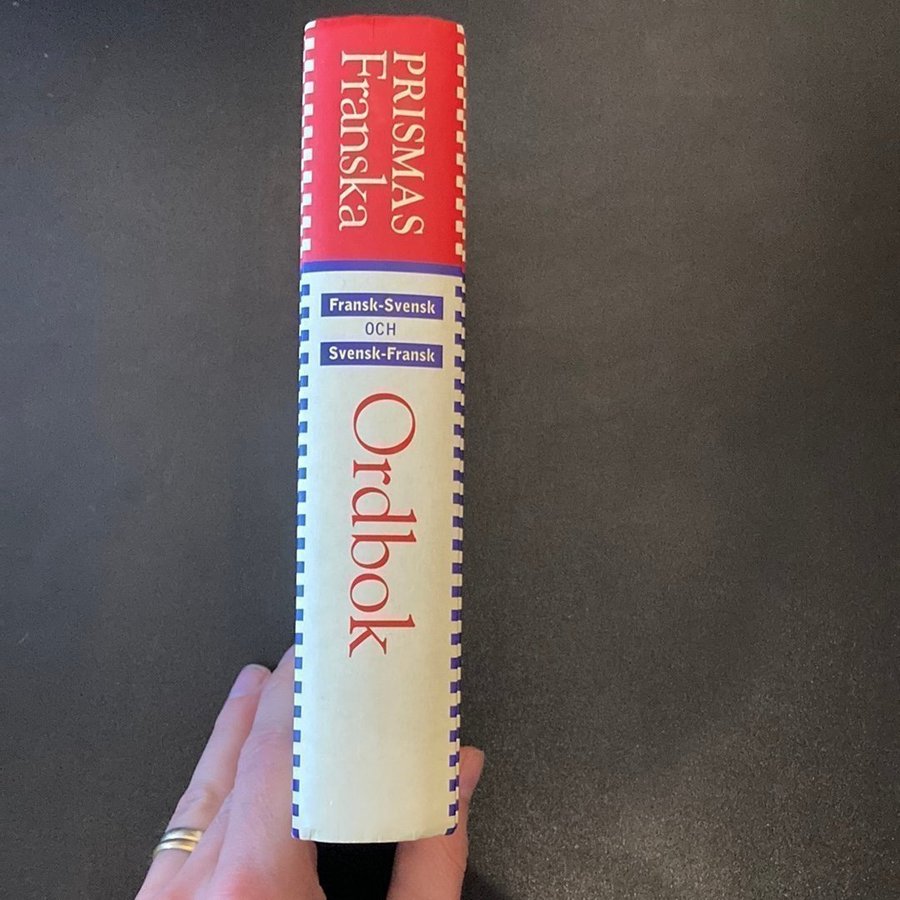 PRISMAS
Franska
Fransk-Svensk
OCH
Svensk-Fransk
Ordbok